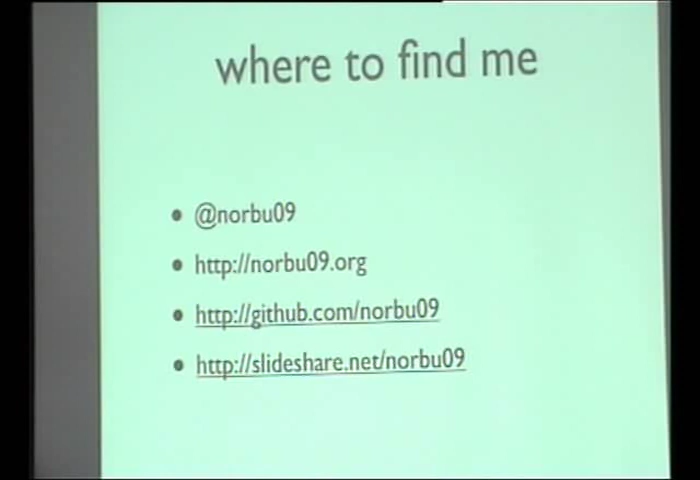 where to find me
• @norbu09
• http://norbu09.org
• http://github.com/norbu09
• http://slideshare.net/norbu09